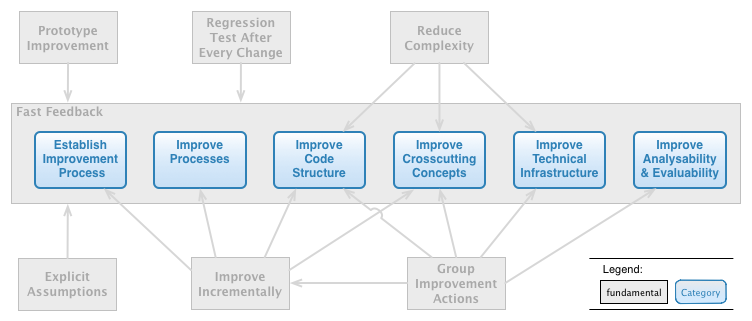 Prototype
Improvement
Regression
Test After
Every Change
Reduce
Complexity
Fast Feedback
Establish
Improvement
Process
Improve
Processes
Improve
Code
Structure
Improve
Crosscutting
Concepts
Improve
Technical
Infrastructure
Improve
Analysability
& Evaluability
Explicit
Assumptions
Improve
Incrementally
Group
Improvement
Actions
Legend:
fundamental
Category